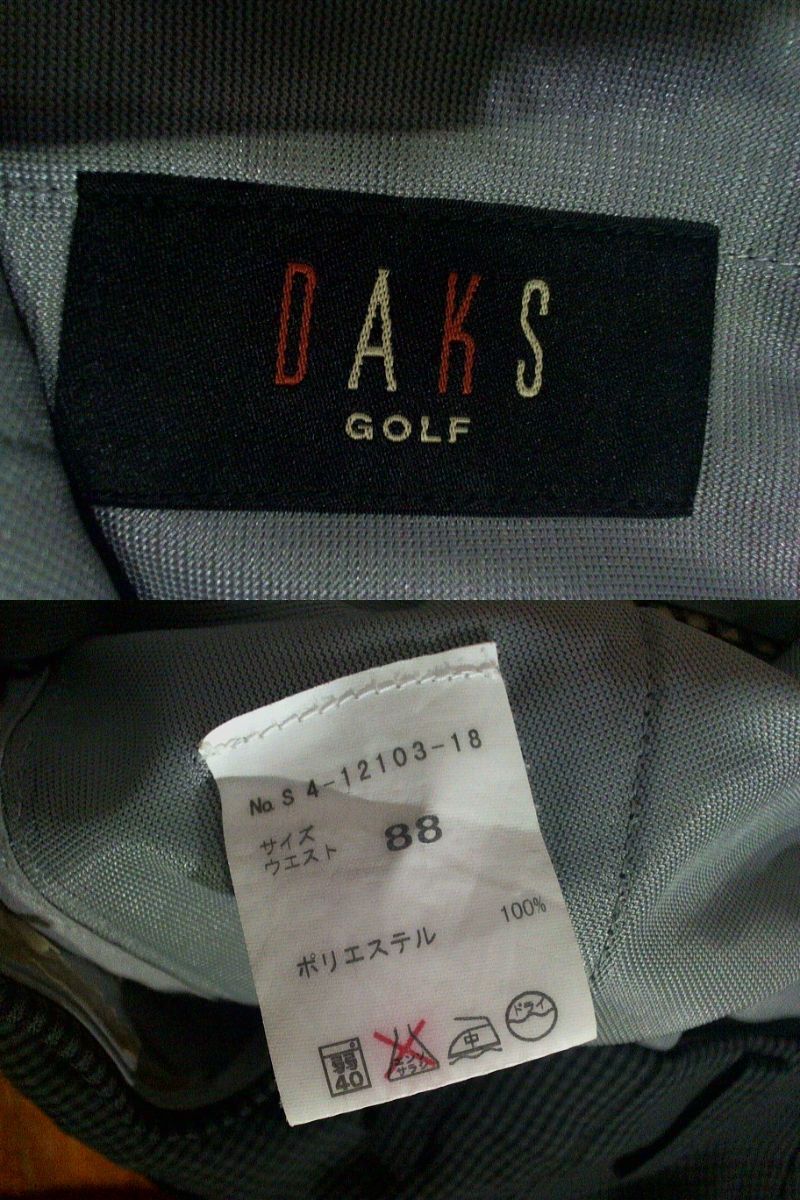 DAKS
GOLF
No S 4-12103-18
サイズ
ウエスト 88
ポリエステル 100%
弱
40
エンソ
サラシ
中
ドライ